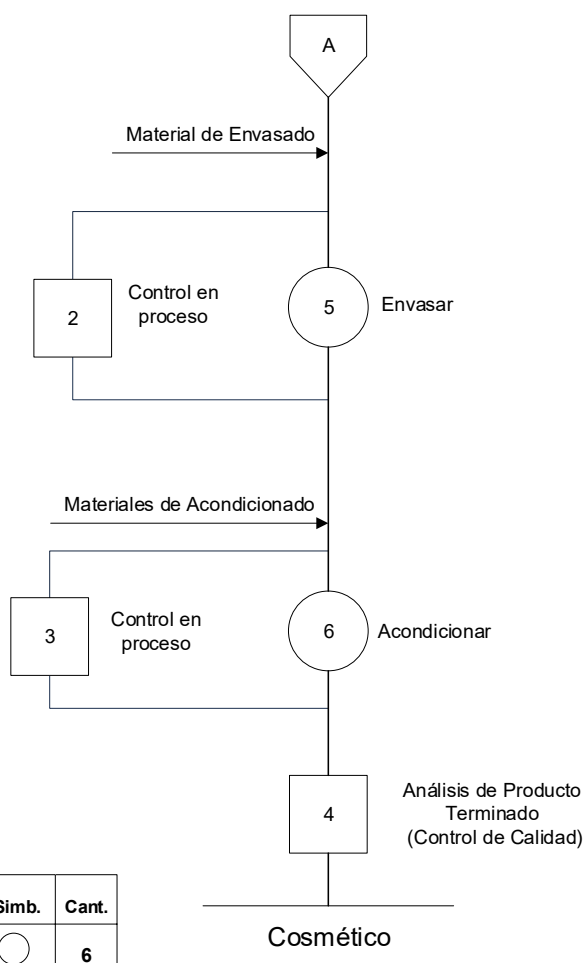 A
Material de Envasado
2
Control en
proceso
5
Envasar
Materiales de Acondicionado
3
Control en
proceso
6
Acondicionar
4
Análisis de Producto
Terminado
(Control de Calidad)
Simb. Cant.
6
Cosmético